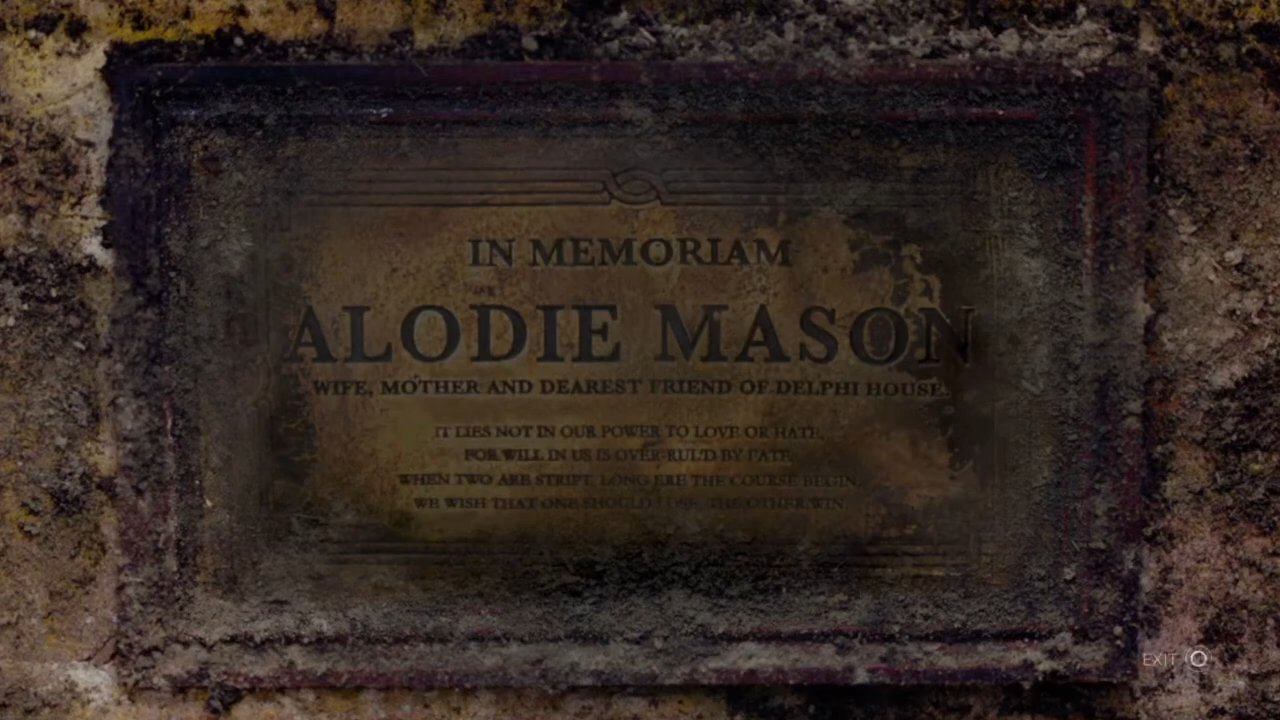 IN MEMORIAM
ALODIE MASON
WIFE, MOTHER AND DEAREST FRIEND OF DELPHI HOUSE.
IT LIES NOT IN OUR POWER TO LOVE OR HATE,
FOR WILL IN US IS OVER-RUL'D BY FATE.
WHEN TWO ARE STRIPT, LONG ERE THE COURSE BEGIN,
WE WISH THAT ONE SHOULD LOSE, THE OTHER WIN
EXIT